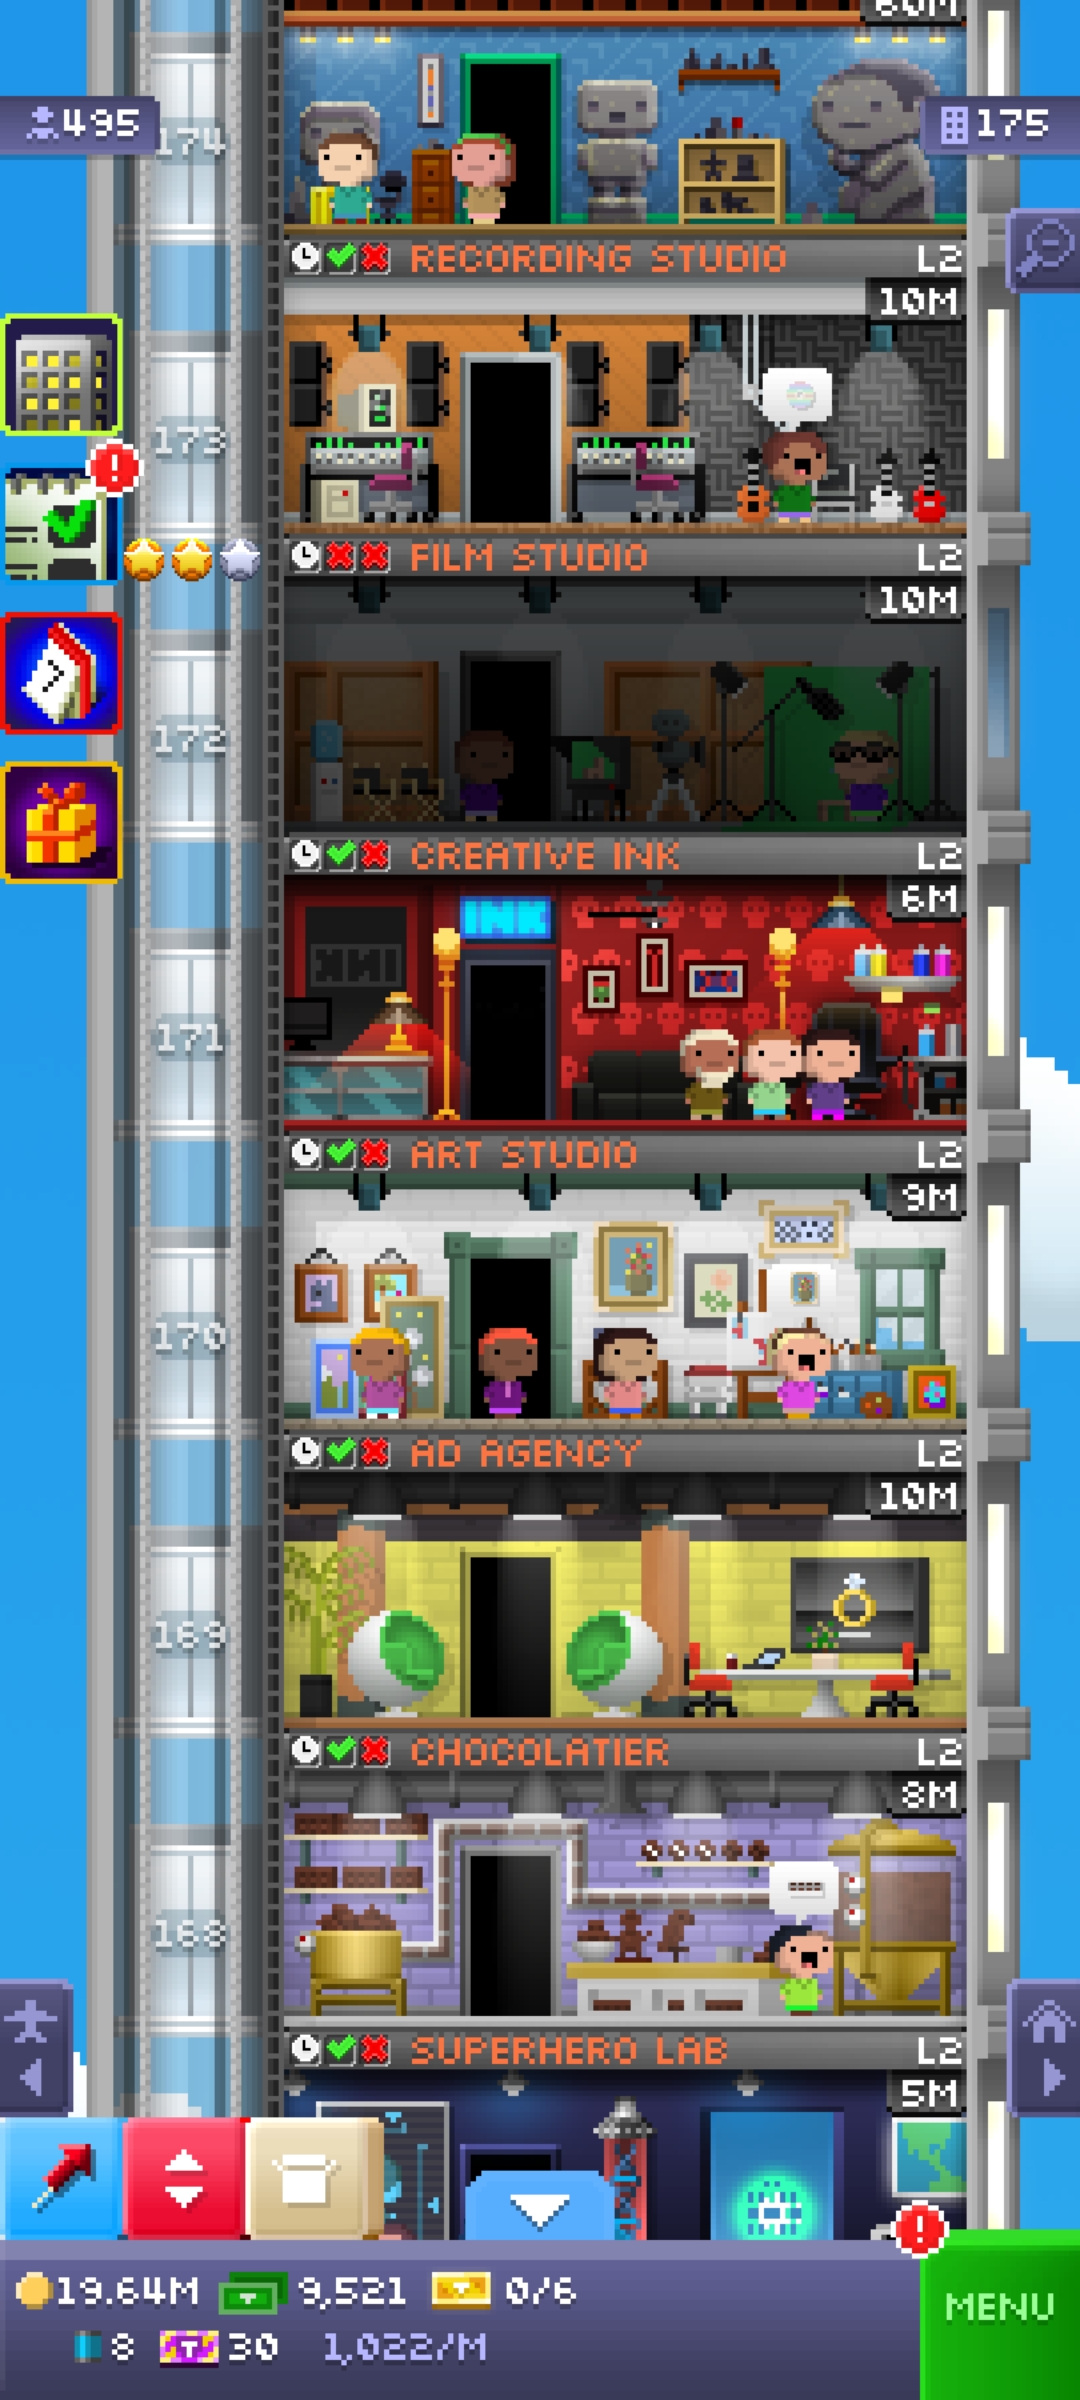 60M
495
175
174
RECORDING STUDIO L2
10M
173
FILM STUDIO L2
10M
7
172
CREATIVE INK L2
6M
INK
171
ART STUDIO L2
9M
170
AD AGENCY L2
10M
169
CHOCOLATIER L2
8M
168
SUPERHERO LAB L2
5M
19.64M 9,521 0/6
MENU
8 30 1,022/M